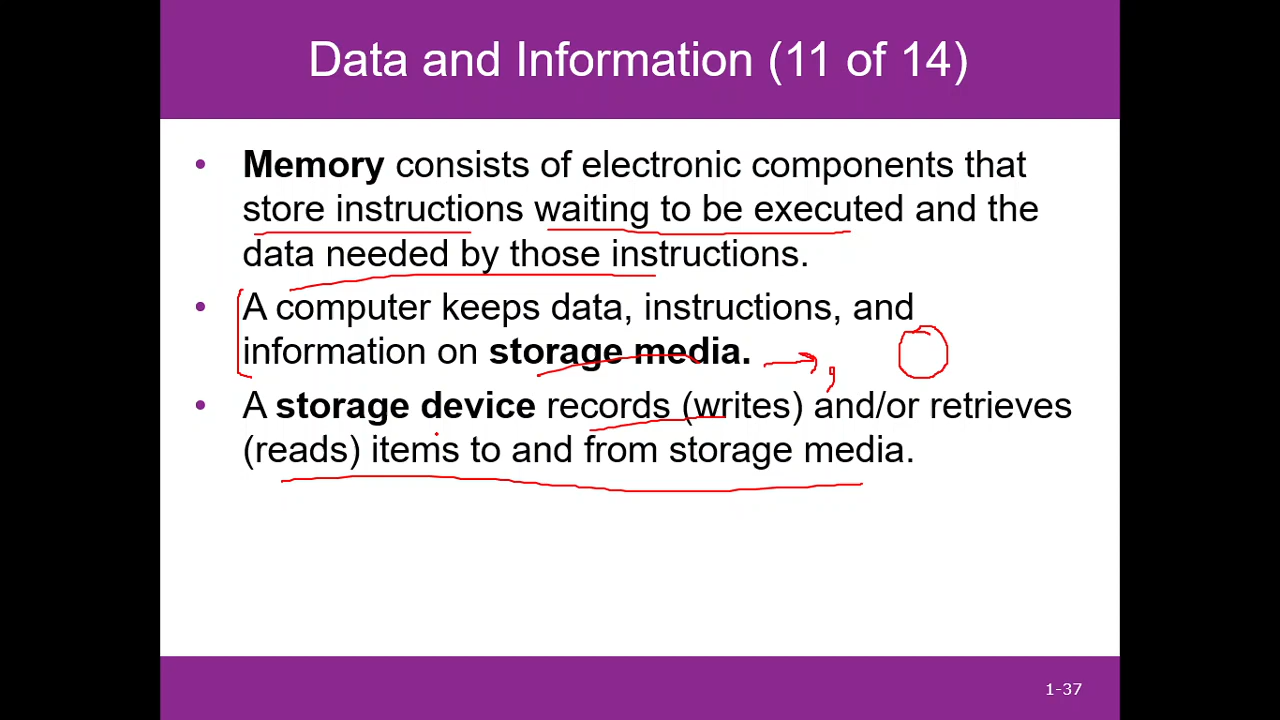 Data and Information (11 of 14)
• Memory consists of electronic components that
store instructions waiting to be executed and the
data needed by those instructions.
• A computer keeps data, instructions, and
information on storage media.
• A storage device records (writes) and/or retrieves
(reads) items to and from storage media.
1-37